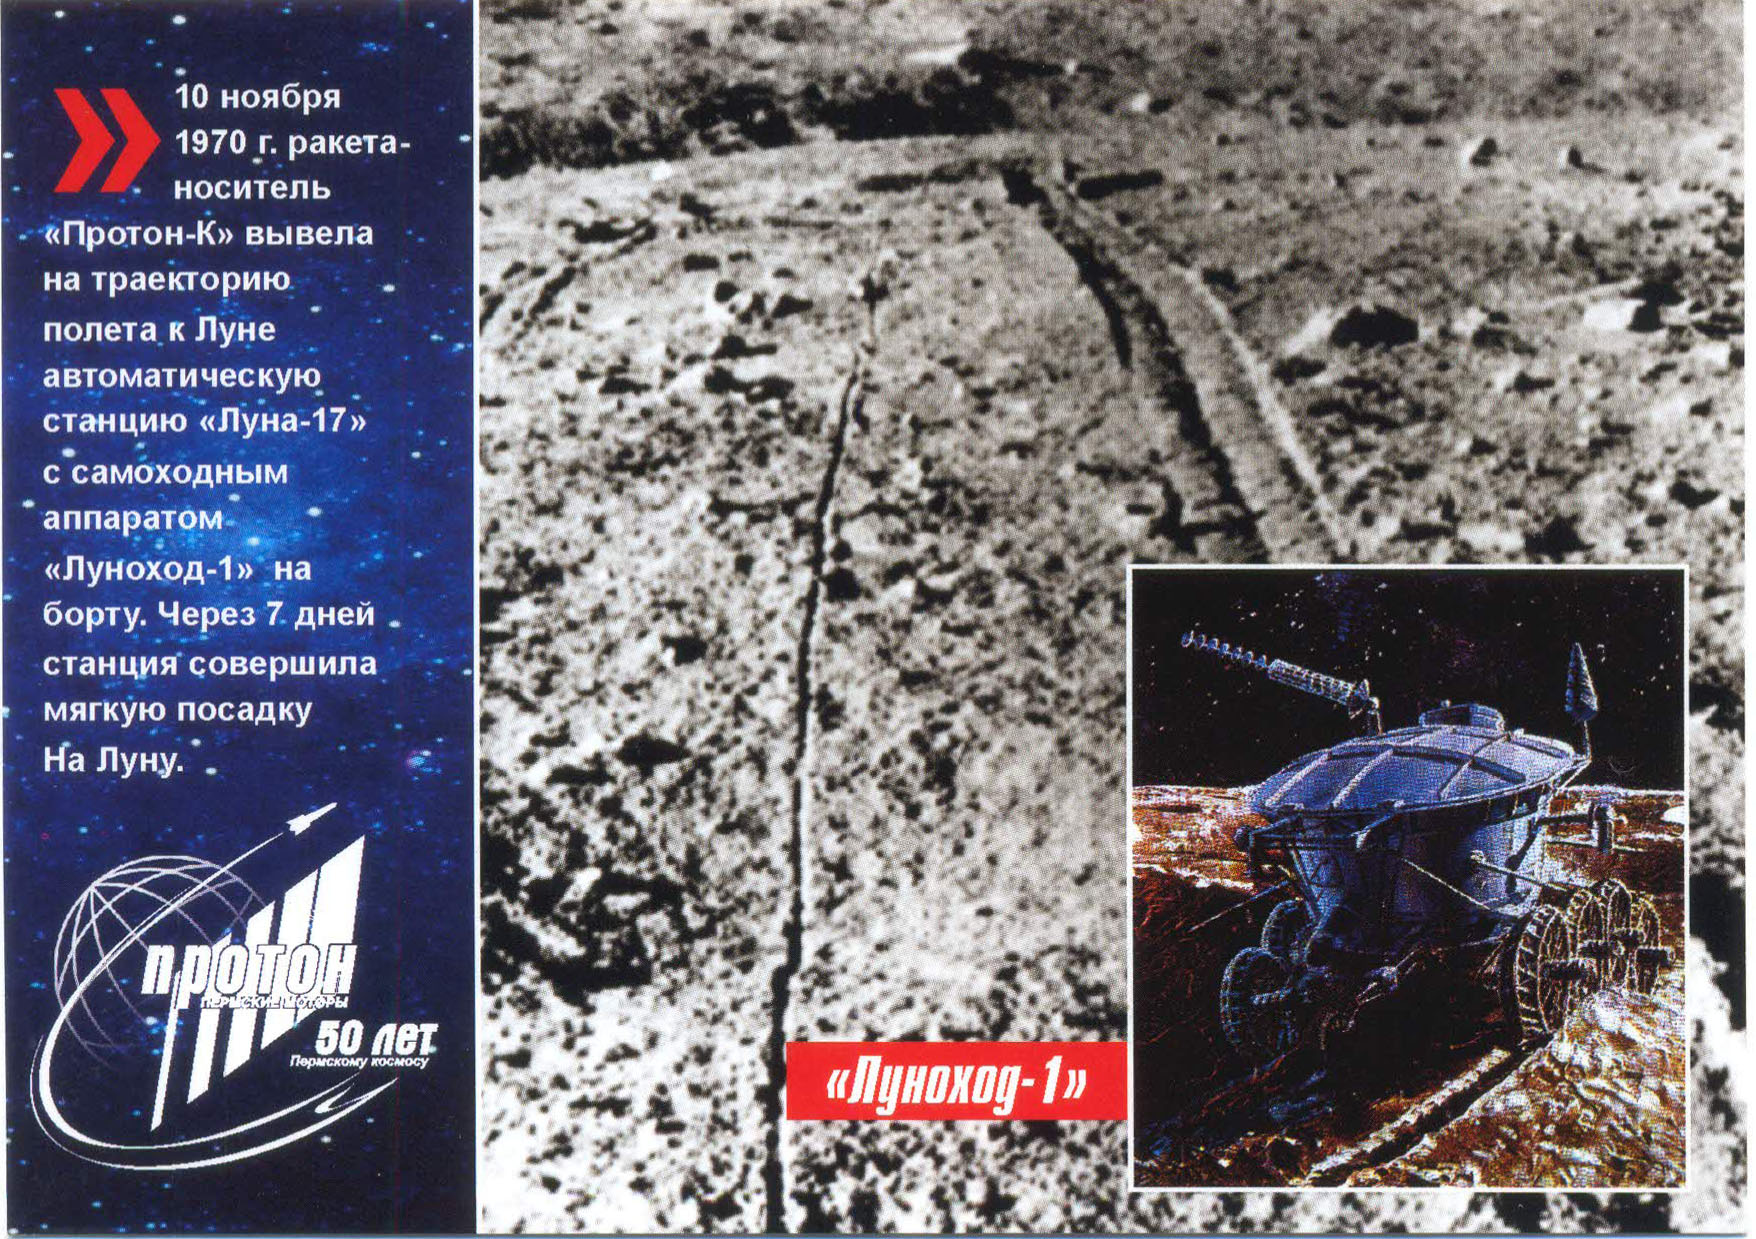 10 ноября
1970 г. ракета-
носитель
«Протон-К» вывела
на траекторию
полета к Луне
автоматическую
станцию «Луна-17»
с самоходным
аппаратом
«Луноход-1» на
борту. Через 7 дней
станция совершила
мягкую посадку
На Луну.
ПРОТОН
ПЕРМСКИЕ МОТОРЫ
50 лет
Пермскому космосу
«Луноход-1»